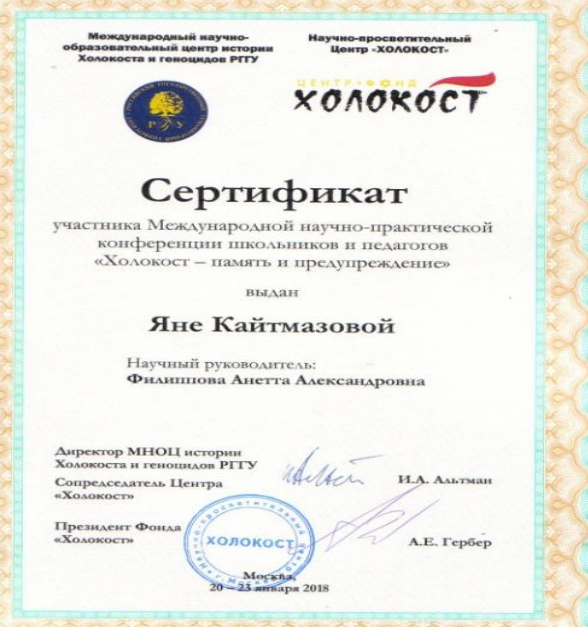 Международный научно-
образовательный центр истории
Холокоста и геноцидов РГГУ
Научно-просветительный
Центр «ХОЛОКОСТ»
ЦЕНТР-ФОНД
ХОЛОКОСТ
Сертификат
участника Международной научно-практической
конференции школьников и педагогов
«Холокост – память и предупреждение»
выдан
Яне Кайтмазовой
Научный руководитель:
Филиппова Анетта Александровна
Директор МНОЦ истории
Холокоста и геноцидов РГГУ
Сопредседатель Центра
«Холокост»
И.А. Альтман
Президент Фонда
«Холокост»
А.Е. Гербер
ХОЛОКОСТ
Москва,
20 – 23 января 2018